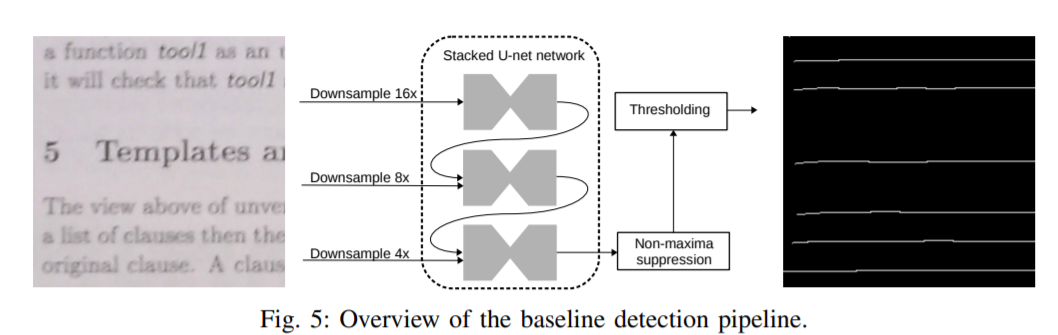 a function tool1 as an
it will check that tool1
5 Templates
The view above of
a list of clauses then the
original clause. A
Stacked U-net network
Downsample 16x
Downsample 8x
Downsample 4x
Thresholding
Non-maxima
suppression
Fig. 5: Overview of the baseline detection pipeline.